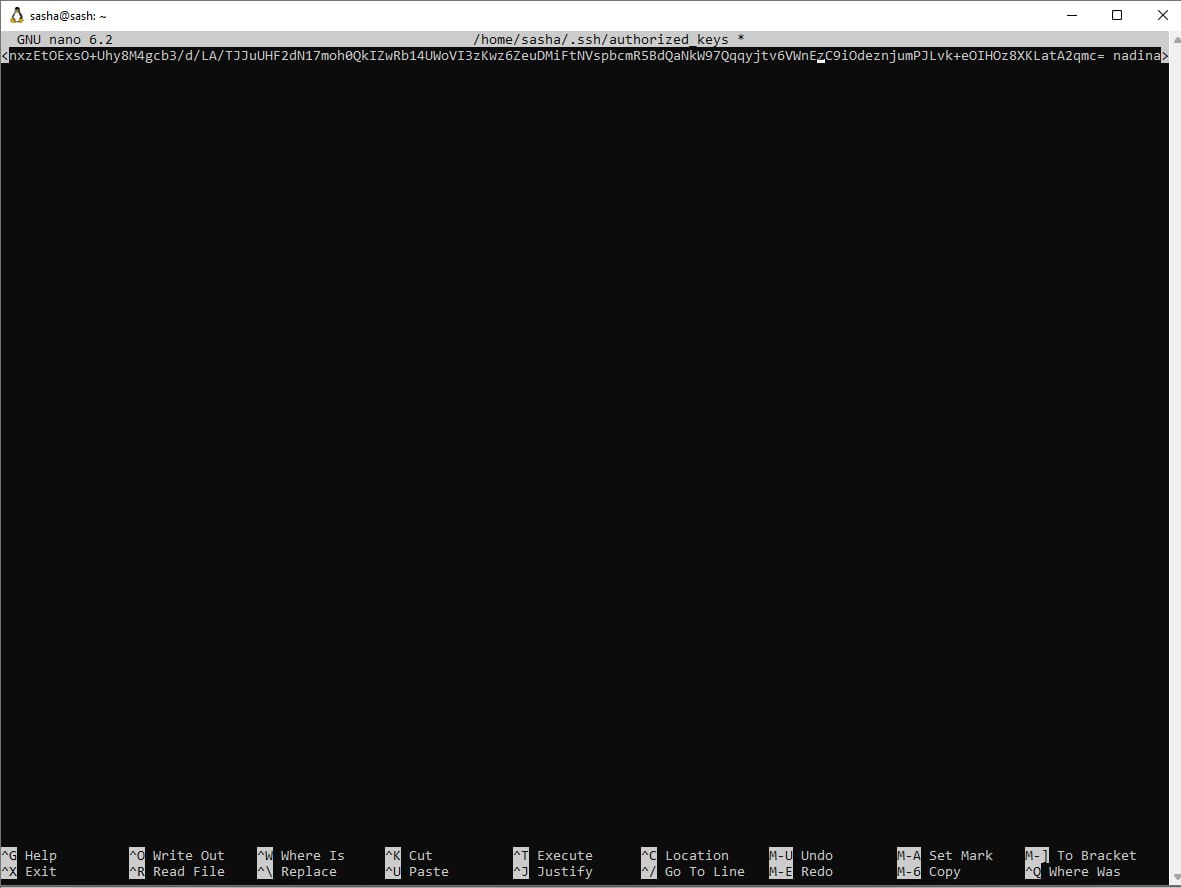 sasha@sash: ~
GNU nano 6.2 /home/sasha/.ssh/authorized_keys *
<nxzEtOExsO+Uhy8M4gcb3/d/LA/TJJuUHF2dN17moh0QkIZwRb14UWoVI3zKwz6ZeuDMiFtNVspbcmR5BdQaNkW97Qqqyjtv6VWnEzC9iOdeznjumPJLvk+eOIHOz8XKLatA2qmc= nadina>
^G Help ^O Write Out ^W Where Is ^K Cut ^T Execute ^C Location M-U Undo M-A Set Mark M-] To Bracket
^X Exit ^R Read File ^\ Replace ^U Paste ^J Justify ^/ Go To Line M-E Redo M-6 Copy ^Q Where Was